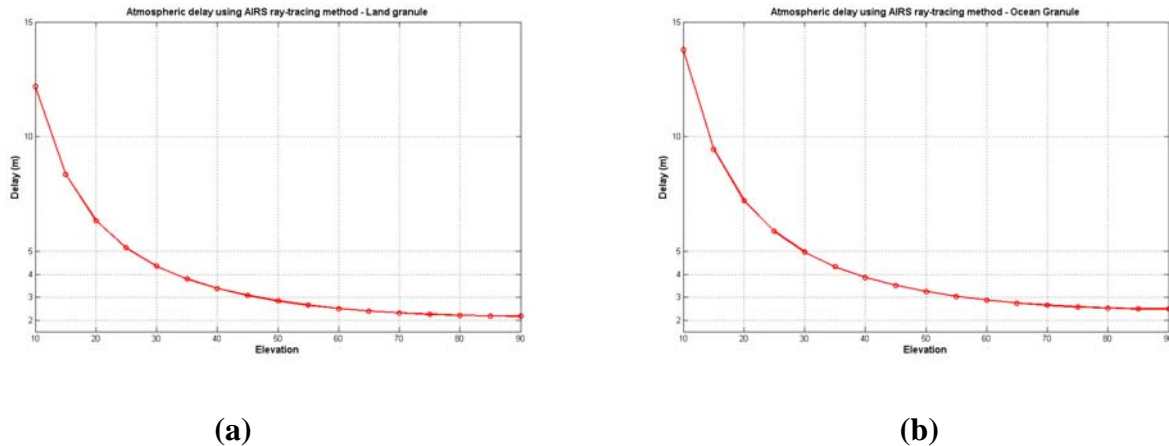 Atmospheric delay using AIRS ray-tracing method - Land granule
15
10
5
4
3
2
Delay (m)
10 20 30 40 50 60 70 80 90
Elevation
(a)
Atmospheric delay using AIRS ray-tracing method - Ocean Granule
15
10
5
4
3
2
Delay (m)
10 20 30 40 50 60 70 80 90
Elevation
(b)